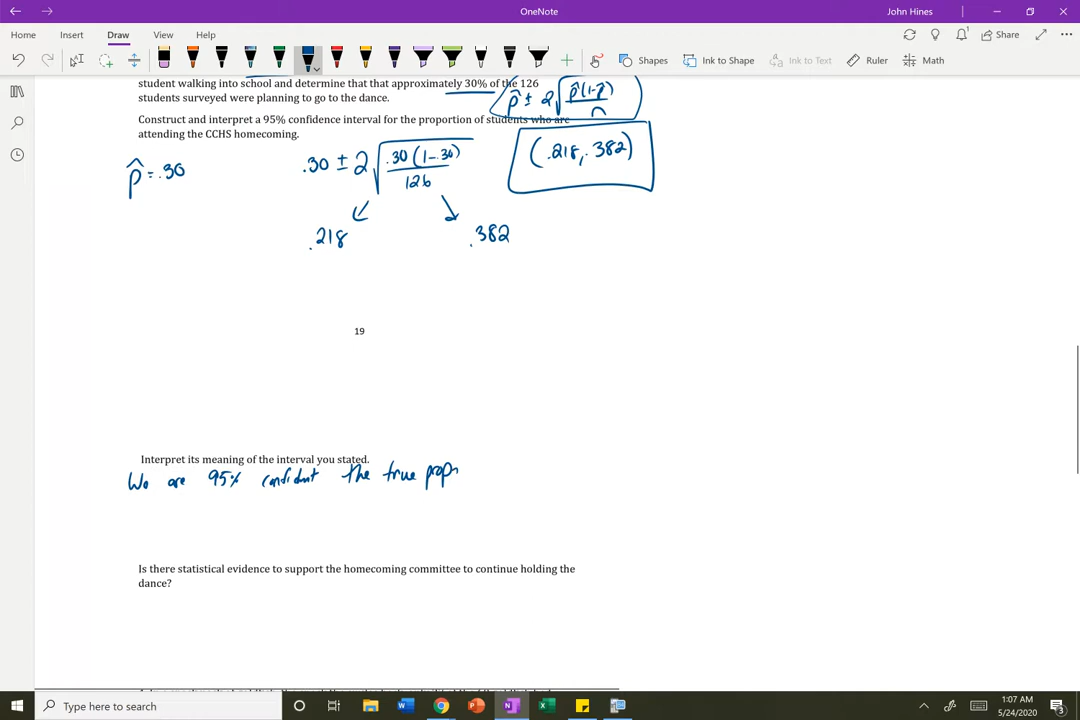 OneNote
John Hines
Home Insert Draw View Help
Share
Shapes Ink to Shape Ink to Text Ruler Math
student walking into school and determine that that approximately 30% of the 126
students surveyed were planning to go to the dance.
p̂ ± 2√p̂(1-p̂)/n
Construct and interpret a 95% confidence interval for the proportion of students who are
attending the CCHS homecoming.
p̂ = .30
.30 ± 2√.30(1-.30)/126
(.218, .382)
.218 .382
19
Interpret its meaning of the interval you stated.
We are 95% confident the true prop
Is there statistical evidence to support the homecoming committee to continue holding the
dance?
Type here to search
1:07 AM
5/24/2020
3